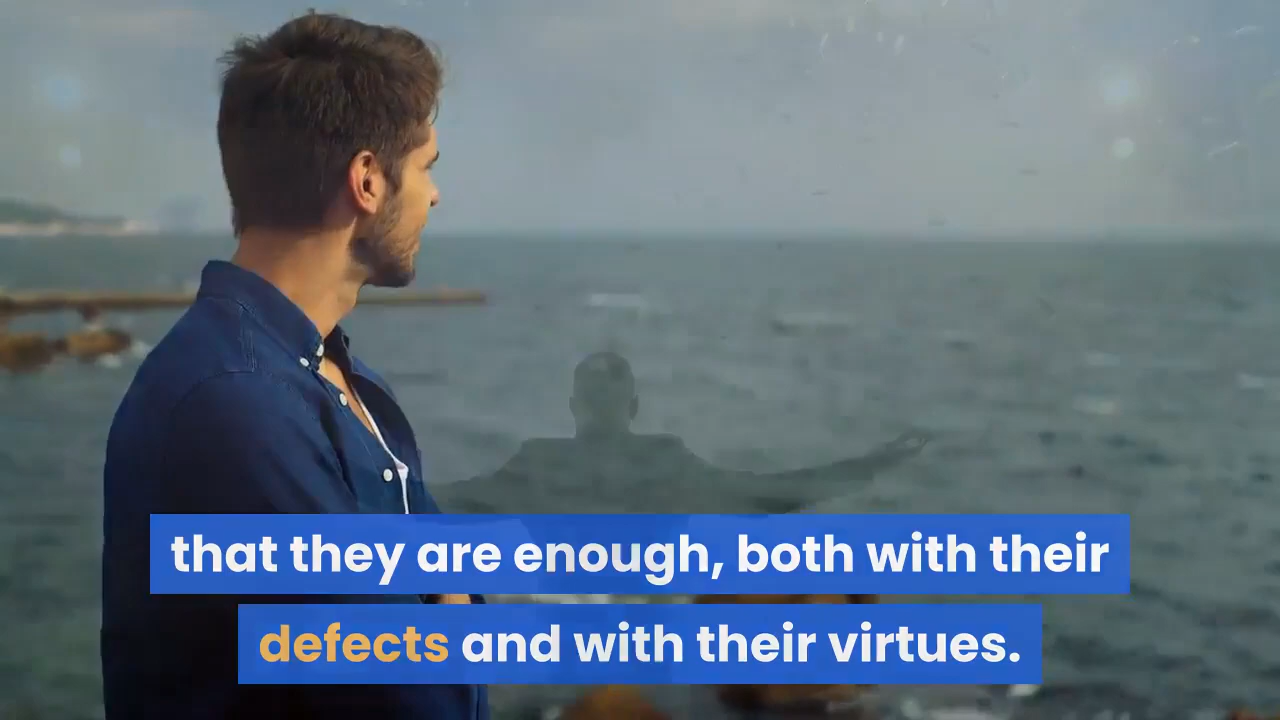 that they are enough, both with their
defects and with their virtues.